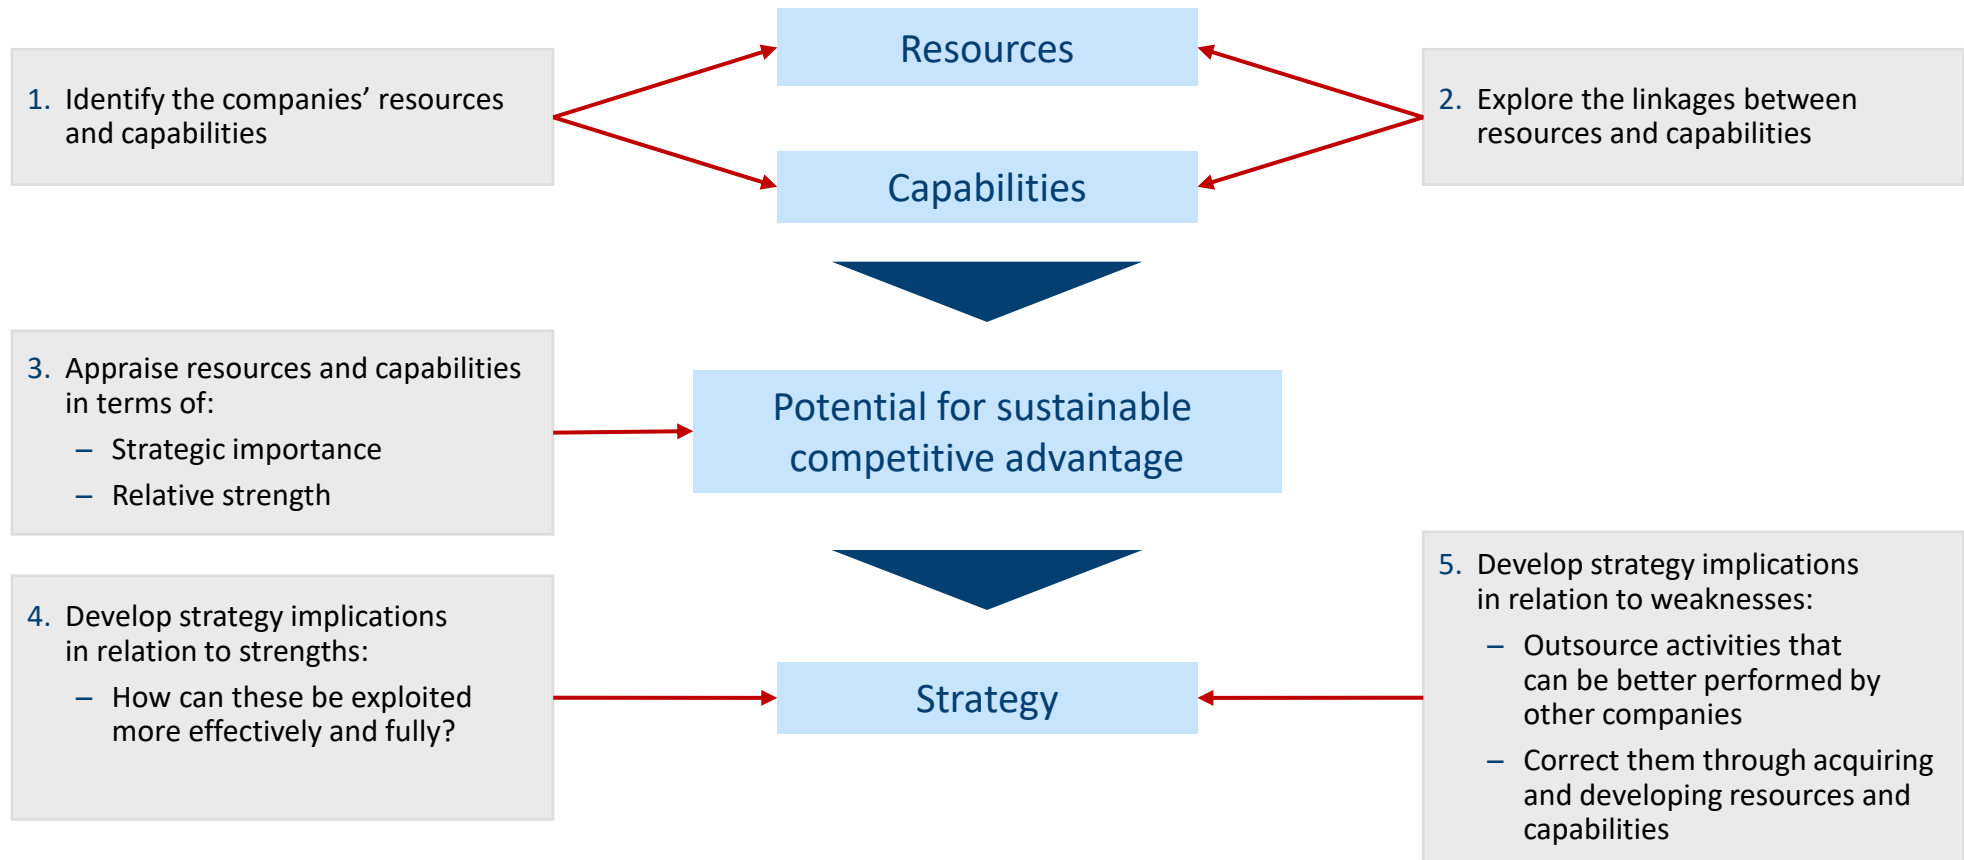 Resources
1. Identify the companies’ resources
and capabilities
2. Explore the linkages between
resources and capabilities
Capabilities
3. Appraise resources and capabilities
in terms of:
– Strategic importance
– Relative strength
Potential for sustainable
competitive advantage
4. Develop strategy implications
in relation to strengths:
– How can these be exploited
more effectively and fully?
Strategy
5. Develop strategy implications
in relation to weaknesses:
– Outsource activities that
can be better performed by
other companies
– Correct them through acquiring
and developing resources and
capabilities